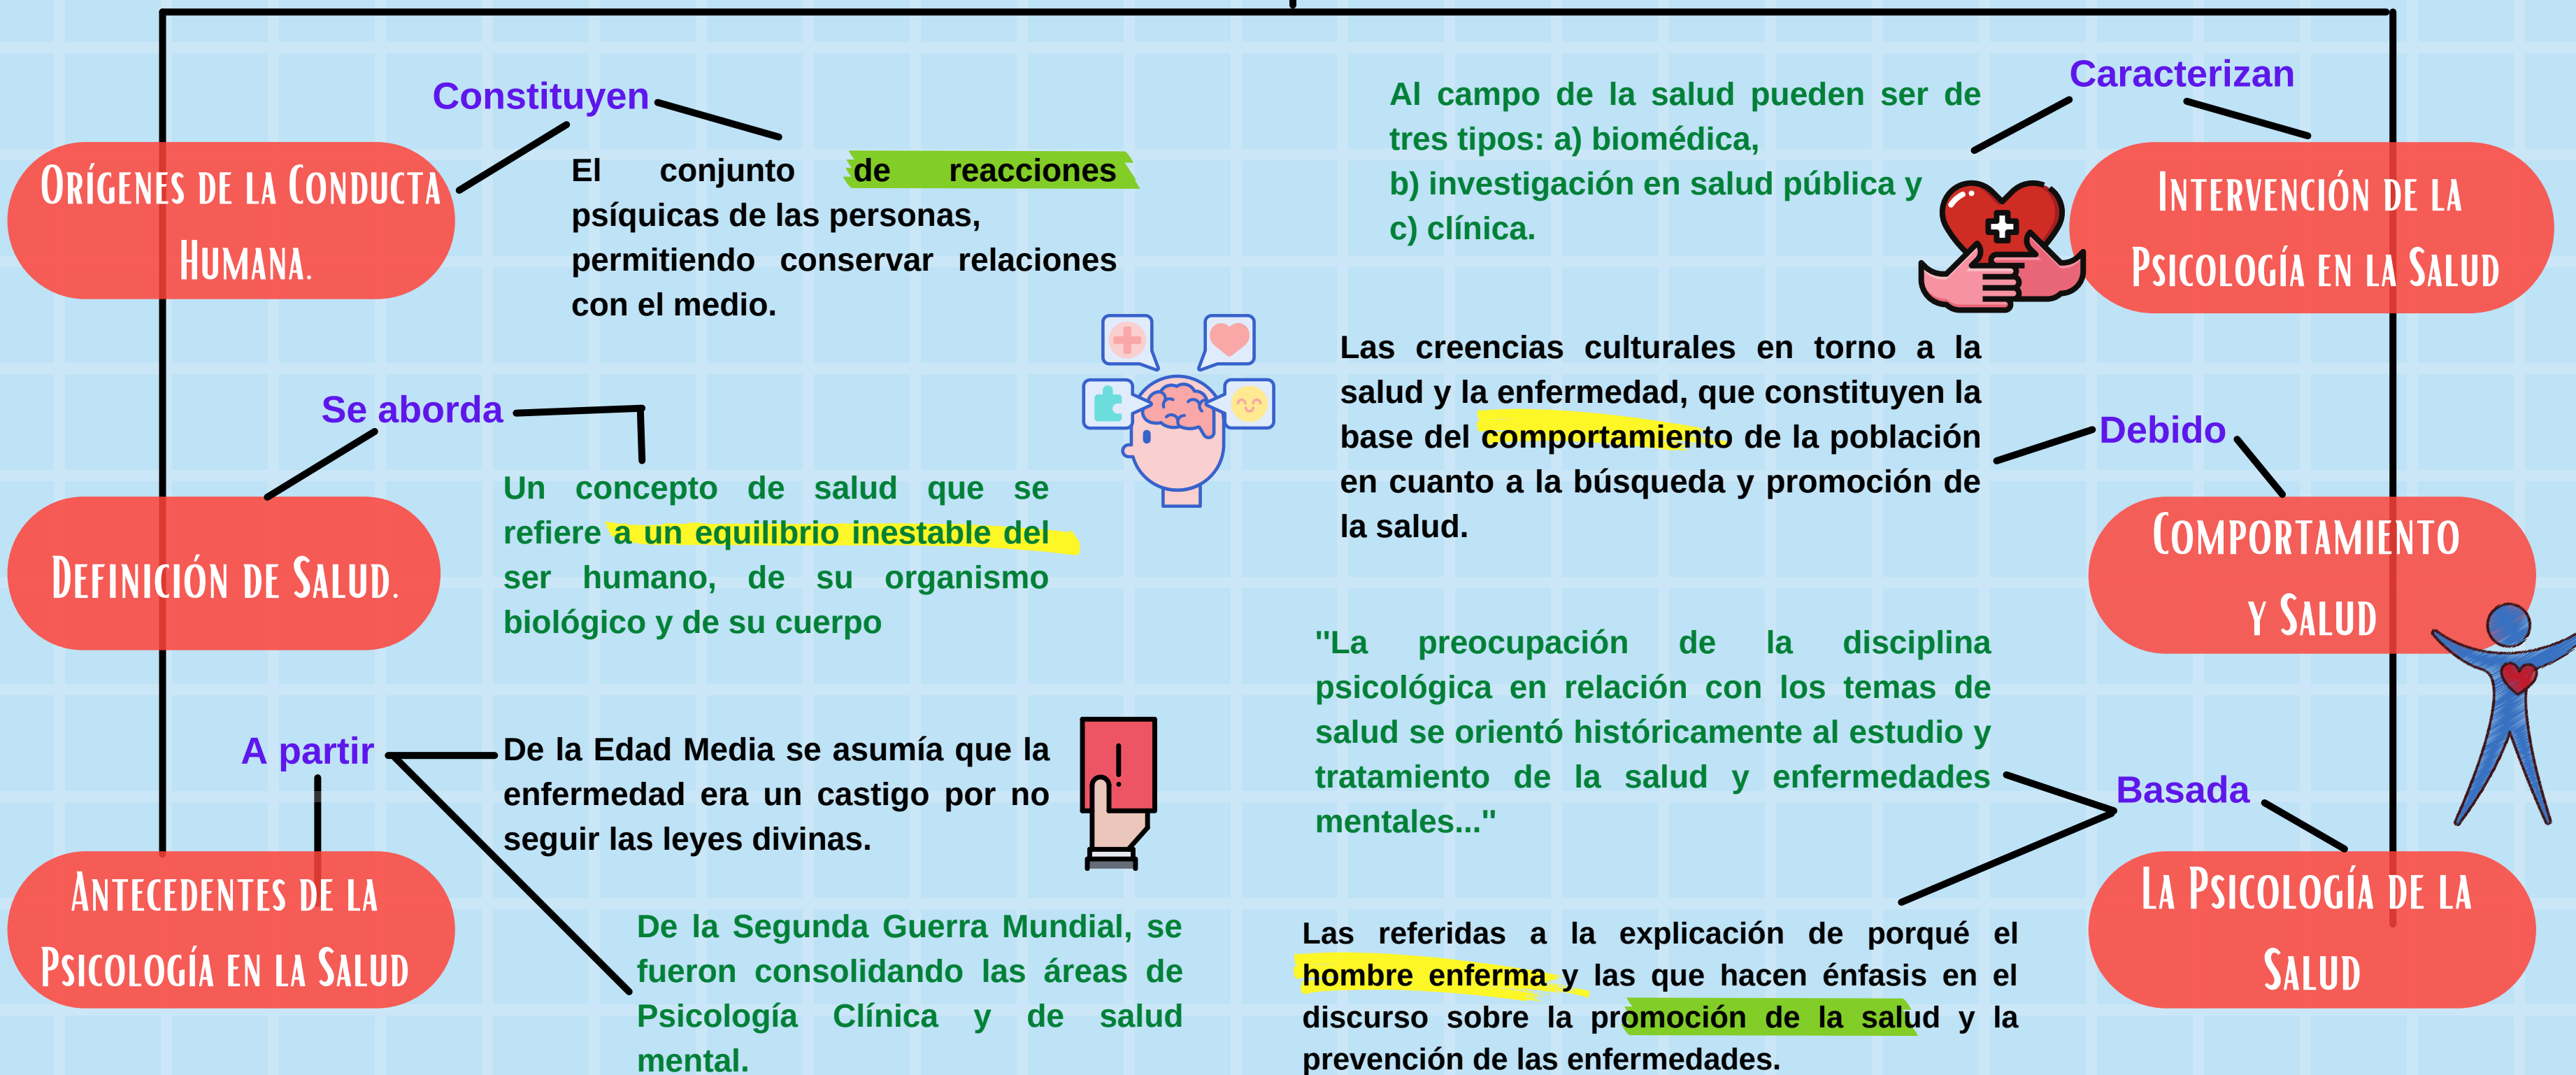 Constituyen
Orígenes de la Conducta
Humana.
El conjunto de reacciones
psíquicas de las personas,
permitiendo conservar relaciones
con el medio.
Se aborda
Definición de Salud.
Un concepto de salud que se
refiere a un equilibrio inestable del
ser humano, de su organismo
biológico y de su cuerpo
A partir
Antecedentes de la
Psicología en la Salud
De la Edad Media se asumía que la
enfermedad era un castigo por no
seguir las leyes divinas.
!
De la Segunda Guerra Mundial, se
fueron consolidando las áreas de
Psicología Clínica y de salud
mental.
Caracterizan
Intervención de la
Psicología en la Salud
Al campo de la salud pueden ser de
tres tipos: a) biomédica,
b) investigación en salud pública y
c) clínica.
Debido
Comportamiento
y Salud
Las creencias culturales en torno a la
salud y la enfermedad, que constituyen la
base del comportamiento de la población
en cuanto a la búsqueda y promoción de
la salud.
Basada
La Psicología de la
Salud
"La preocupación de la disciplina
psicológica en relación con los temas de
salud se orientó históricamente al estudio y
tratamiento de la salud y enfermedades
mentales..."
Las referidas a la explicación de porqué el
hombre enferma y las que hacen énfasis en el
discurso sobre la promoción de la salud y la
prevención de las enfermedades.